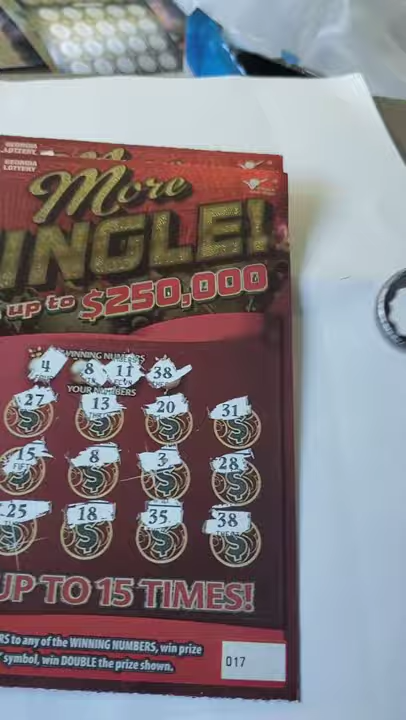 GEORGIA
LOTTERY
GEORGIA
LOTTERY
More
INGLE!
up to $250,000
WINNING NUMBERS
4 8 11 38
YOUR NUMBERS
27 13 20 31
15 8 3 28
25 18 35 38
UP TO 15 TIMES!
RS to any of the WINNING NUMBERS, win prize
symbol, win DOUBLE the prize shown.
017